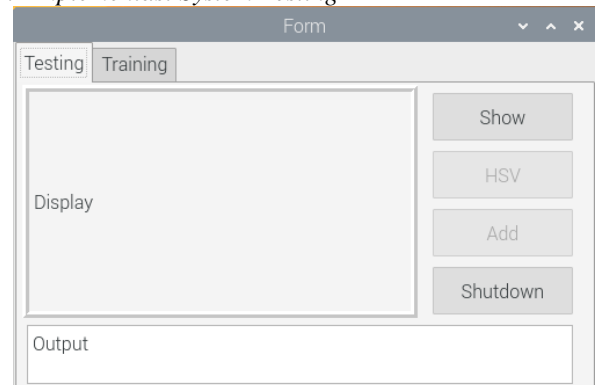 Form
Testing Training
Show
HSV
Display
Add
Shutdown
Output